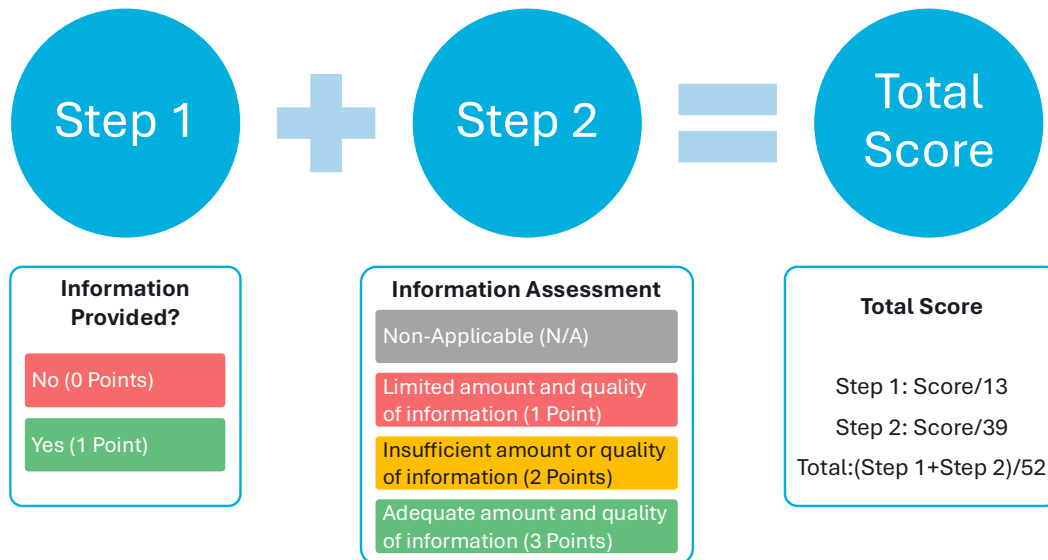 Step 1
Step 2
Total
Score
Information
Provided?
No (0 Points)
Yes (1 Point)
Information Assessment
Non-Applicable (N/A)
Limited amount and quality
of information (1 Point)
Insufficient amount or quality
of information (2 Points)
Adequate amount and quality
of information (3 Points)
Total Score
Step 1: Score/13
Step 2: Score/39
Total:(Step 1+Step 2)/52